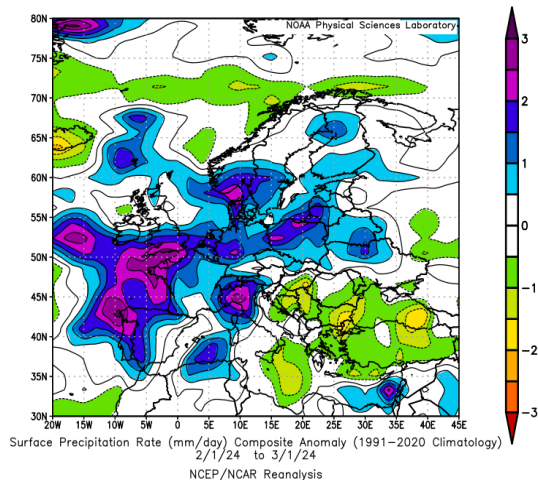 NOAA Physical Sciences Laboratory
80N
75N
70N
65N
60N
55N
50N
45N
40N
35N
30N
20W 15W 10W 5W 0 5E 10E 15E 20E 25E 30E 35E 40E 45E
3
2
1
0
−1
−2
−3
Surface Precipitation Rate (mm/day) Composite Anomaly (1991−2020 Climatology)
2/1/24 to 3/1/24
NCEP/NCAR Reanalysis